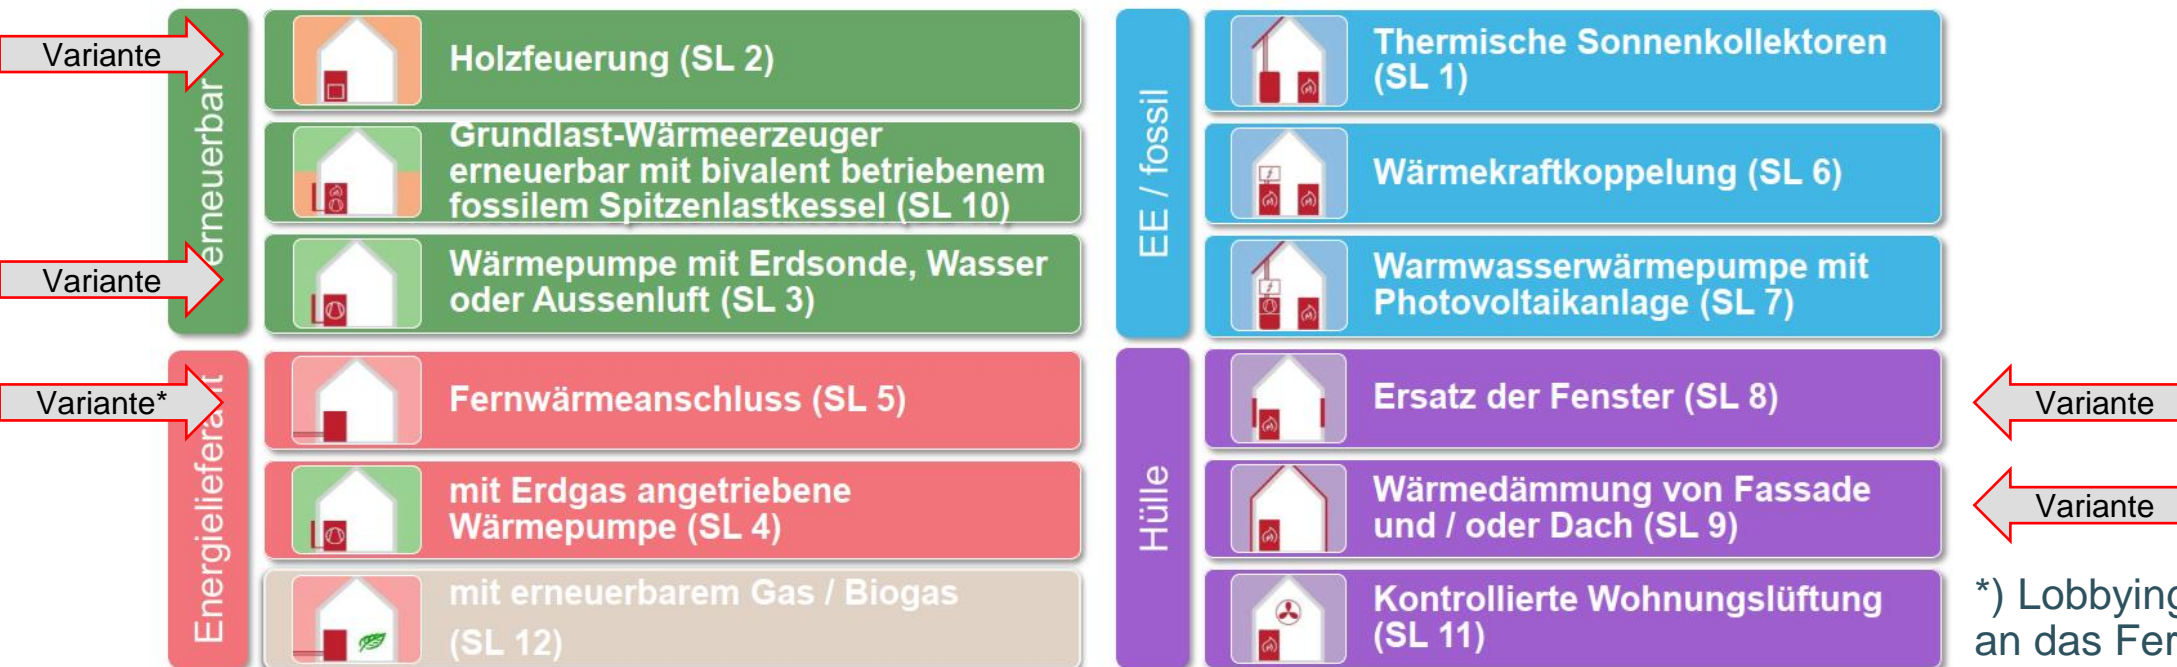 Variante
erneuerbar
Holzfeuerung (SL 2)
Grundlast-Wärmeerzeuger
erneuerbar mit bivalent betriebenem
fossilem Spitzenlastkessel (SL 10)
Variante
Wärmepumpe mit Erdsonde, Wasser
oder Aussenluft (SL 3)
Variante*
Fernwärmeanschluss (SL 5)
mit Erdgas angetriebene
Wärmepumpe (SL 4)
mit erneuerbarem Gas / Biogas
(SL 12)
EE / fossil
Thermische Sonnenkollektoren
(SL 1)
Wärmekraftkoppelung (SL 6)
Warmwasserwärmepumpe mit
Photovoltaikanlage (SL 7)
Hülle
Ersatz der Fenster (SL 8)
Variante
Wärmedämmung von Fassade
und / oder Dach (SL 9)
Variante
Kontrollierte Wohnungslüftung
(SL 11)
*) Lobbying
an das